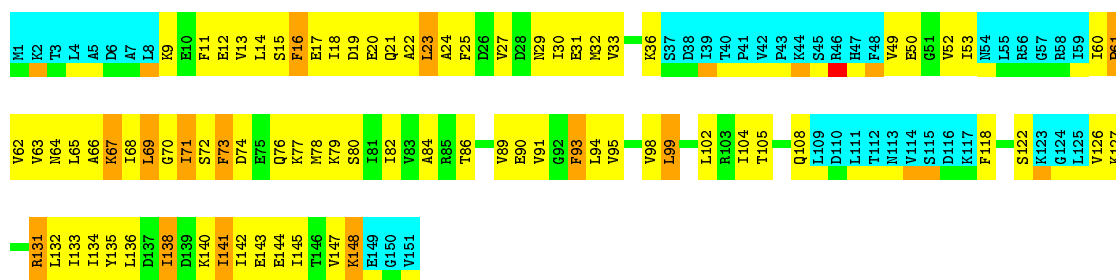 M1 K2 T3 L4 A5 D6 A7 L8 K9 E10 F11 E12 V13 L14 S15 F16 E17 I18 D19 E20 Q21 A22 L23 A24 F25 D26 V27 D28 N29 I30 E31 M32 V33 K36 S37 D38 I39 T40 P41 V42 P43 K44 S45 R46 H47 F48 V49 E50 G51 V52 I53 N54 L55 R56 G57 R58 I59 I60
V62 V63 N64 L65 A66 K67 I68 L69 G70 I71 S72 F73 D74 E75 Q76 K77 M78 K79 S80 I81 I82 V83 A84 R85 T86 V89 E90 V91 G92 F93 L94 V95 V98 L99 L102 R103 I104 T105 Q108 L109 D110 L111 T112 N113 V114 S115 D116 K117 F118 S122 K123 G124 L125 V126 K127
R131 L132 I133 I134 Y135 L136 D137 I138 D139 K140 I141 I142 E143 E144 I145 T146 V147 K148 E149 G150 V151